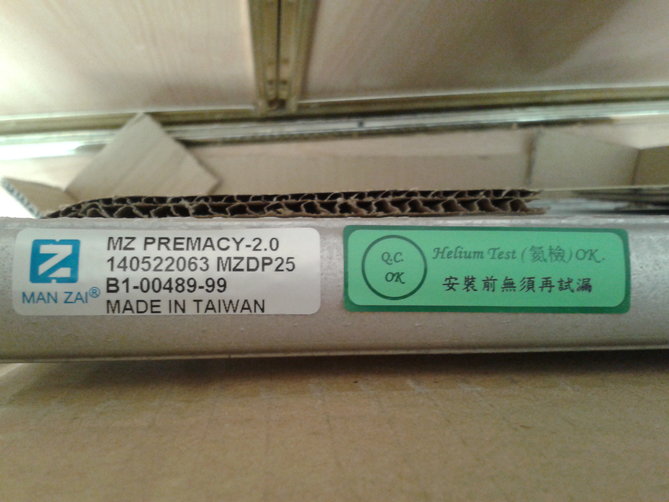 MZ PREMACY-2.0
140522063 MZDP25
B1-00489-99
MADE IN TAIWAN
MAN ZAI®
Q.C.
OK
Helium Test (氦檢) OK.
安裝前無須再試漏